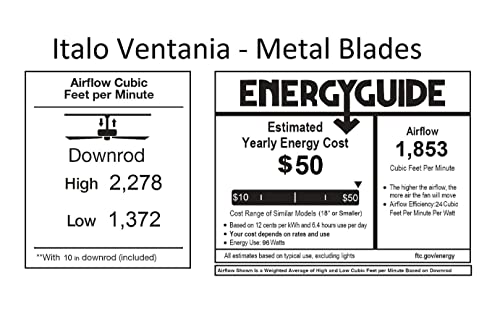 Italo Ventania - Metal Blades
Airflow Cubic
Feet per Minute
Downrod
High 2,278
Low 1,372
**With 10 in downrod (included)
ENERGYGUIDE
Estimated
Yearly Energy Cost
$50
$10
$50
Cost Range of Similar Models (18" or Smaller)
• Based on 12 cents per kWh and 6.4 hours use per day
• Your cost depends on rates and use
• Energy Use: 96 Watts
All estimates based on typical use, excluding lights
Airflow
1,853
Cubic Feet Per Minute
• The higher the airflow, the
more air the fan will move
• Airflow Efficiency: 24 Cubic
Feet Per Minute Per Watt
ftc.gov/energy
Airflow Shown is a Weighted Average of High and Low Cubic Feet per Minute Based on Downrod